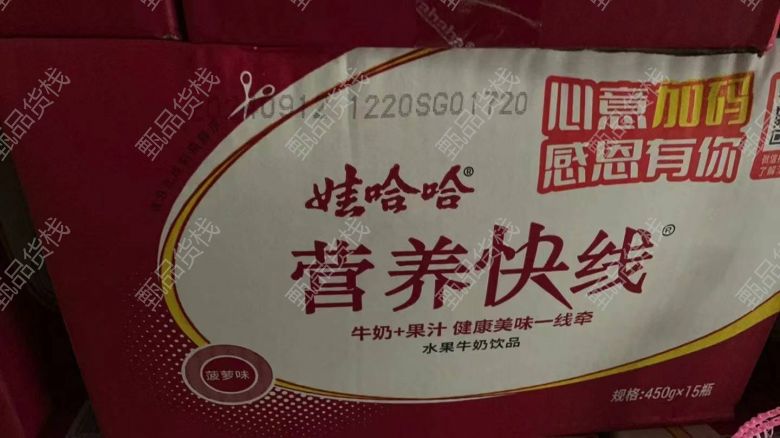 1220SG01720
心意加码
感恩有你
娃哈哈®
营养快线®
牛奶+果汁 健康美味一线牵
水果牛奶饮品
菠萝味
规格:450g×15瓶
甄品货栈